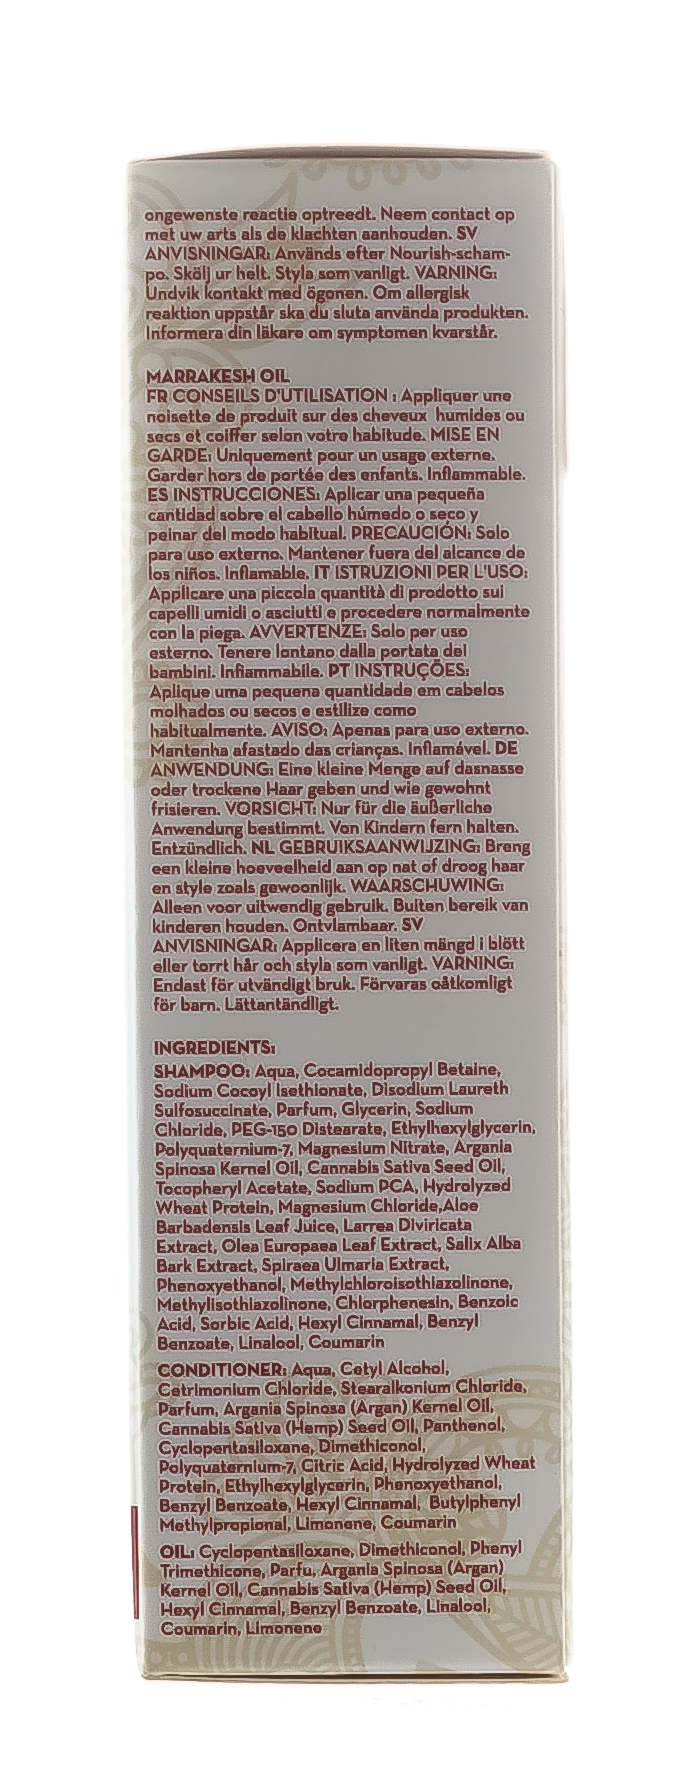 ongewenste reactie optreedt. Neem contact op
met uw arts als de klachten aanhouden. SV
ANVISNINGAR: Används efter Nourish-scham-
po. Skölj ur helt. Styla som vanligt. VARNING:
Undvik kontakt med ögonen. Om allergisk
reaktion uppstår ska du sluta använda produkten.
Informera din läkare om symptomen kvarstår.
MARRAKESH OIL
FR CONSEILS D'UTILISATION : Appliquer une
noisette de produit sur des cheveux humides ou
secs et coiffer selon votre habitude. MISE EN
GARDE: Uniquement pour un usage externe.
Garder hors de portée des enfants. Inflammable.
ES INSTRUCCIONES: Aplicar una pequeña
cantidad sobre el cabello húmedo o seco y
peinar del modo habitual. PRECAUCIÓN: Solo
para uso externo. Mantener fuera del alcance de
los niños. Inflamable. IT ISTRUZIONI PER L'USO:
Applicare una piccola quantità di prodotto sui
capelli umidi o asciutti e procedere normalmente
con la piega. AVVERTENZE: Solo per uso
esterno. Tenere lontano dalla portata dei
bambini. Infiammabile. PT INSTRUÇÕES:
Aplique uma pequena quantidade em cabelos
molhados ou secos e estilize como
habitualmente. AVISO: Apenas para uso externo.
Mantenha afastado das crianças. Inflamável. DE
ANWENDUNG: Eine kleine Menge auf dasnasse
oder trockene Haar geben und wie gewohnt
frisieren. VORSICHT: Nur für die äußerliche
Anwendung bestimmt. Von Kindern fern halten.
Entzündlich. NL GEBRUIKSAANWIJZING: Breng
een kleine hoeveelheid aan op nat of droog haar
en style zoals gewoonlijk. WAARSCHUWING:
Alleen voor uitwendig gebruik. Buiten bereik van
kinderen houden. Ontvlambaar. SV
ANVISNINGAR: Applicera en liten mängd i blött
eller torrt hår och styla som vanligt. VARNING:
Endast för utvändigt bruk. Förvaras oåtkomligt
för barn. Lättantändligt.
INGREDIENTS:
SHAMPOO: Aqua, Cocamidopropyl Betaine,
Sodium Cocoyl Isethionate, Disodium Laureth
Sulfosuccinate, Parfum, Glycerin, Sodium
Chloride, PEG-150 Distearate, Ethylhexylglycerin,
Polyquaternium-7, Magnesium Nitrate, Argania
Spinosa Kernel Oil, Cannabis Sativa Seed Oil,
Tocopheryl Acetate, Sodium PCA, Hydrolyzed
Wheat Protein, Magnesium Chloride,Aloe
Barbadensis Leaf Juice, Larrea Diviricata
Extract, Olea Europaea Leaf Extract, Salix Alba
Bark Extract, Spiraea Ulmaria Extract,
Phenoxyethanol, Methylchloroisothiazolinone,
Methylisothiazolinone, Chlorphenesin, Benzoic
Acid, Sorbic Acid, Hexyl Cinnamal, Benzyl
Benzoate, Linalool, Coumarin
CONDITIONER: Aqua, Cetyl Alcohol,
Cetrimonium Chloride, Stearalkonium Chloride,
Parfum, Argania Spinosa (Argan) Kernel Oil,
Cannabis Sativa (Hemp) Seed Oil, Panthenol,
Cyclopentasiloxane, Dimethiconol,
Polyquaternium-7, Citric Acid, Hydrolyzed Wheat
Protein, Ethylhexylglycerin, Phenoxyethanol,
Benzyl Benzoate, Hexyl Cinnamal, Butylphenyl
Methylpropional, Limonene, Coumarin
OIL: Cyclopentasiloxane, Dimethiconol, Phenyl
Trimethicone, Parfu, Argania Spinosa (Argan)
Kernel Oil, Cannabis Sativa (Hemp) Seed Oil,
Hexyl Cinnamal, Benzyl Benzoate, Linalool,
Coumarin, Limonene